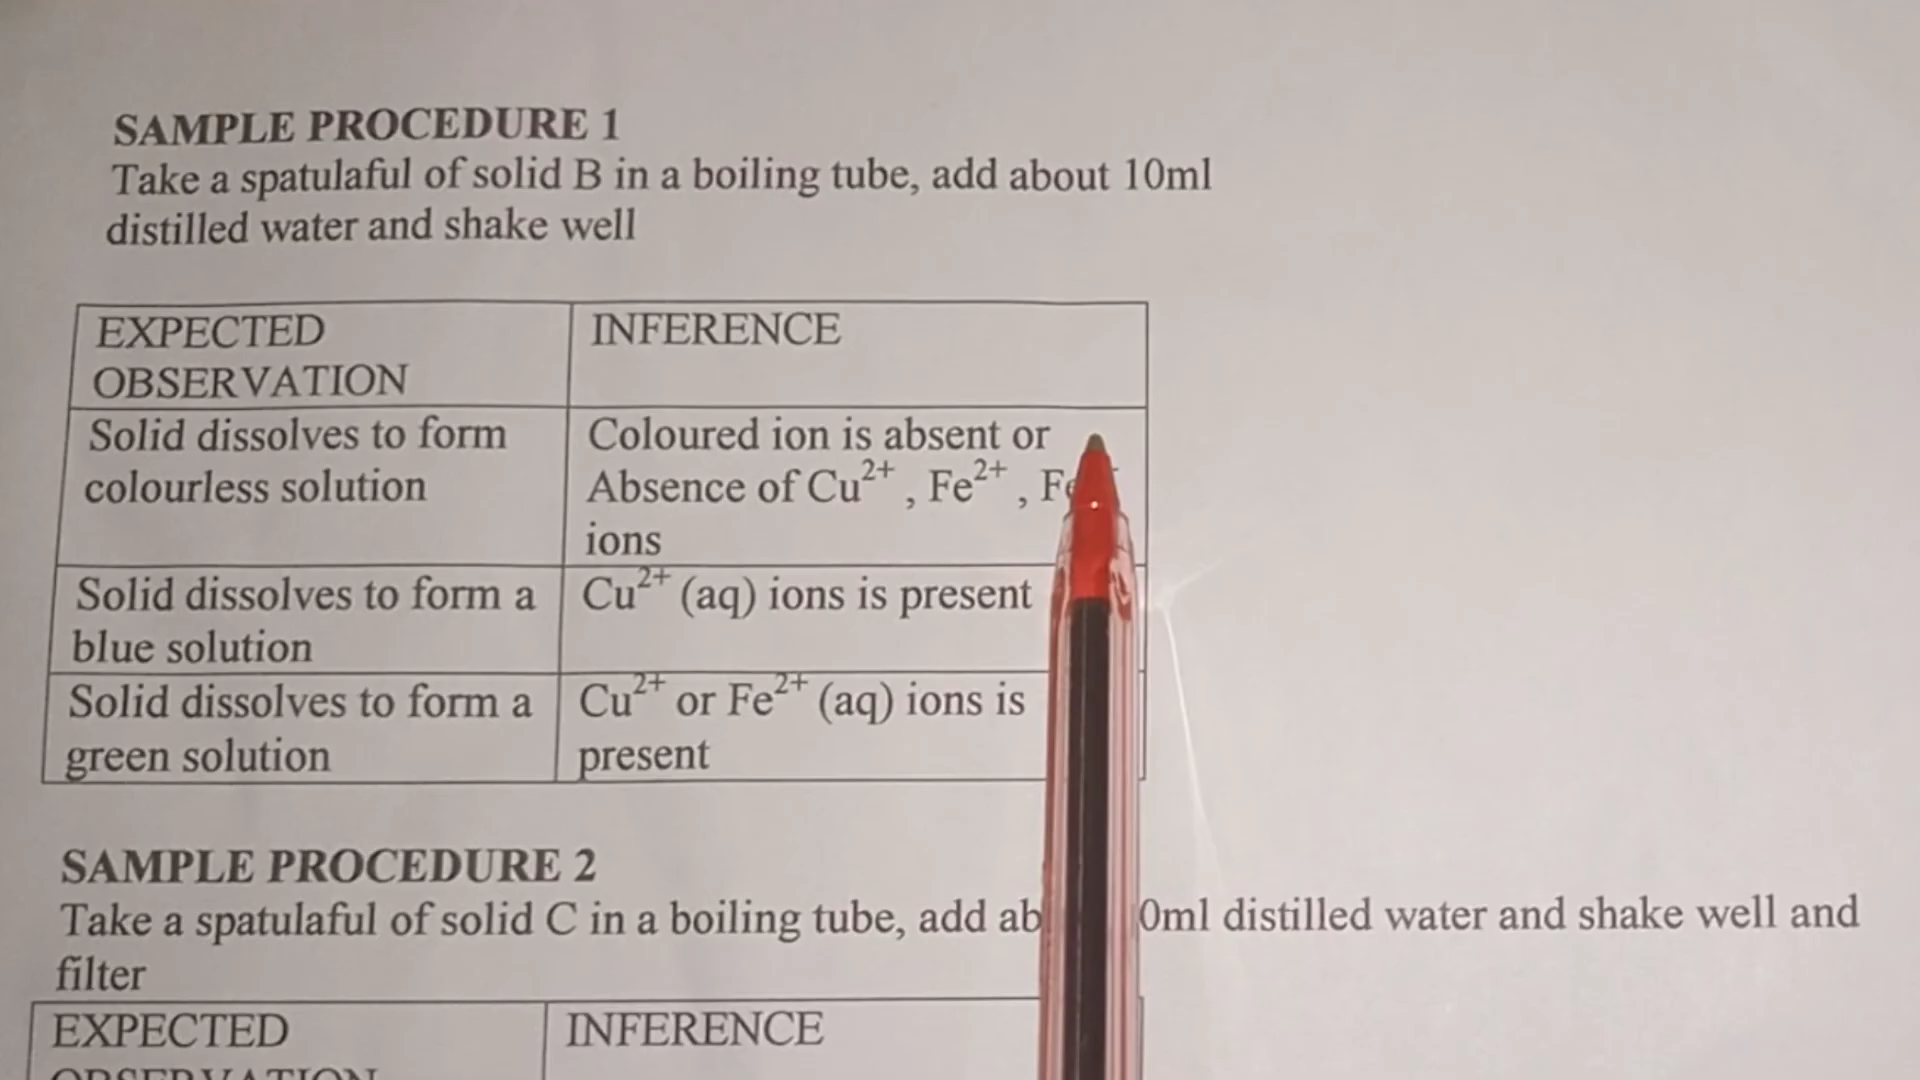 SAMPLE PROCEDURE 1
Take a spatulaful of solid B in a boiling tube, add about 10ml
distilled water and shake well
EXPECTED
OBSERVATION
INFERENCE
Solid dissolves to form
colourless solution
Coloured ion is absent or
Absence of Cu²⁺ , Fe²⁺ ,
ions
Solid dissolves to form a
blue solution
Cu²⁺ (aq) ions is present
Solid dissolves to form a
green solution
Cu²⁺ or Fe²⁺ (aq) ions is
present
SAMPLE PROCEDURE 2
Take a spatulaful of solid C in a boiling tube, add distilled water and shake well and
filter
EXPECTED
OBSERVATION
INFERENCE